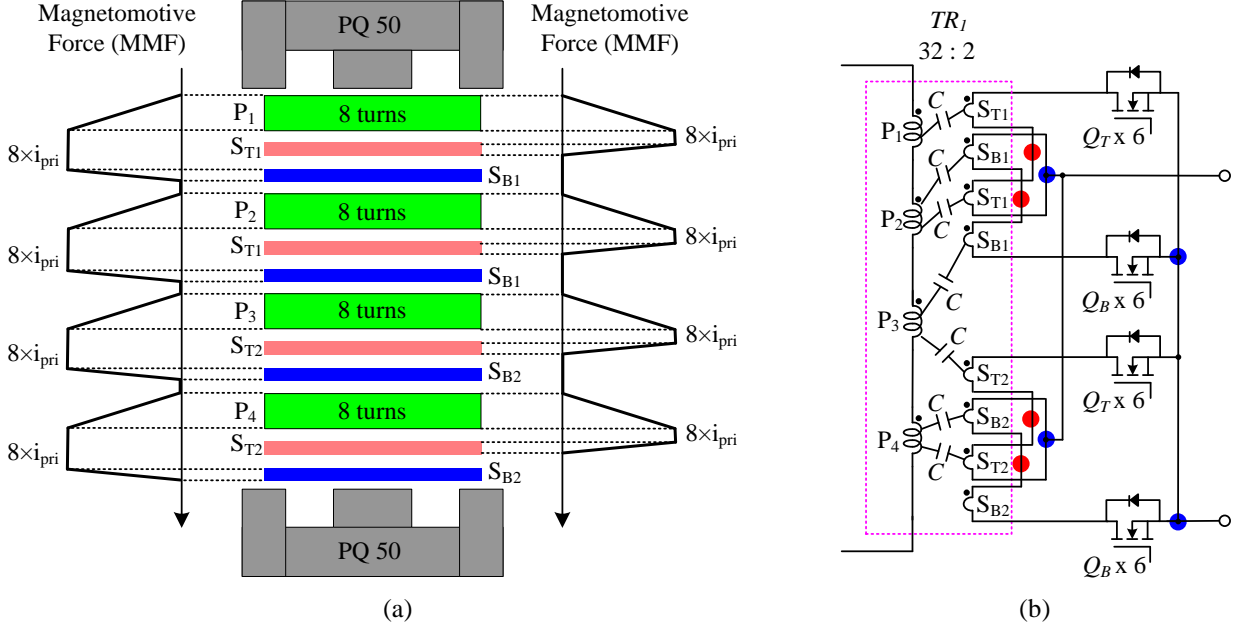 Magnetomotive
Force (MMF)
PQ 50
Magnetomotive
Force (MMF)
P1
8 turns
ST1
8×ipri
8×ipri
SB1
P2
8 turns
ST1
8×ipri
8×ipri
SB1
P3
8 turns
ST2
8×ipri
8×ipri
SB2
P4
8 turns
ST2
8×ipri
8×ipri
SB2
PQ 50
(a)
TR1
32 : 2
P1
C
ST1
QT x 6
C
SB1
P2
C
ST1
SB1
C
QB x 6
P3
C
ST2
QT x 6
P4
C
SB2
C
ST2
SB2
QB x 6
(b)